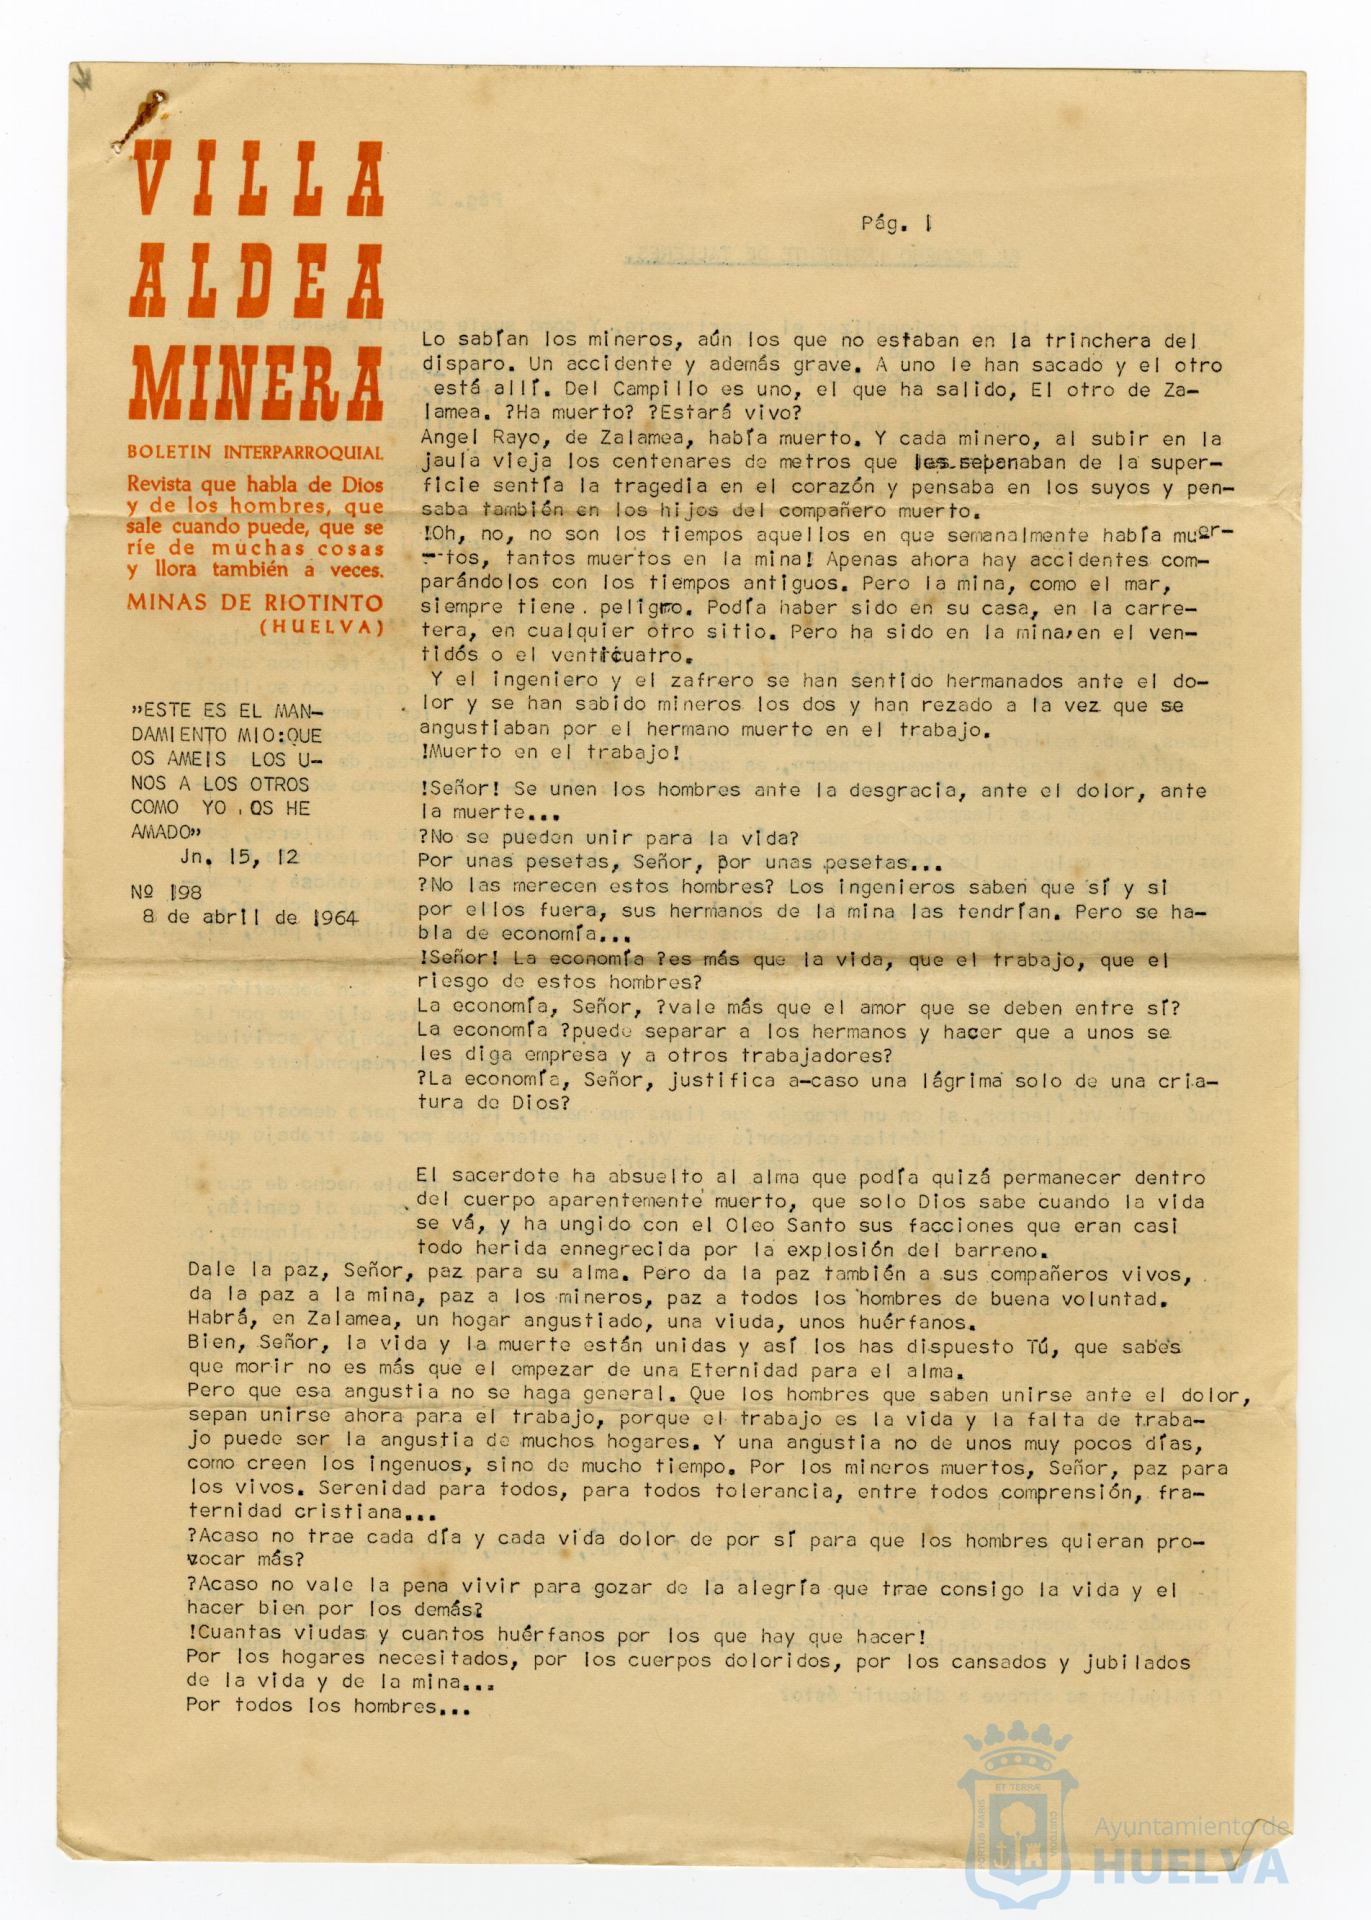 VILLA
ALDEA
MINERA
BOLETIN INTERPARROQUIAL
Revista que habla de Dios
y de los hombres, que
sale cuando puede, que se
ríe de muchas cosas
y llora también a veces.
MINAS DE RIOTINTO
(HUELVA)
"ESTE ES EL MAN-
DAMIENTO MIO:QUE
OS AMEIS LOS U-
NOS A LOS OTROS
COMO YO OS HE
AMADO"
Jn. 15, 12
Nº 198
8 de abril de 1964
Pág. 1
Lo sabían los mineros, aún los que no estaban en la trinchera del
disparo. Un accidente y además grave. A uno le han sacado y el otro
está allí. Del Campillo es uno, el que ha salido, El otro de Za-
lamea. ?Ha muerto? ?Estará vivo?
Angel Rayo, de Zalamea, había muerto. Y cada minero, al subir en la
jaula vieja los centenares de metros que les separaban de la super-
ficie sentía la tragedia en el corazón y pensaba en los suyos y pen-
saba también en los hijos del compañero muerto.
!Oh, no, no son los tiempos aquellos en que semanalmente había muer-
tos, tantos muertos en la mina! Apenas ahora hay accidentes com-
parándolos con los tiempos antiguos. Pero la mina, como el mar,
siempre tiene peligro. Podía haber sido en su casa, en la carre-
tera, en cualquier otro sitio. Pero ha sido en la mina,en el ven-
tidós o el venticuatro.
Y el ingeniero y el zafrero se han sentido hermanados ante el do-
lor y se han sabido mineros los dos y han rezado a la vez que se
angustiaban por el hermano muerto en el trabajo.
!Muerto en el trabajo!
!Señor! Se unen los hombres ante la desgracia, ante el dolor, ante
la muerte...
?No se pueden unir para la vida?
Por unas pesetas, Señor, por unas pesetas...
?No las merecen estos hombres? Los ingenieros saben que sí y si
por ellos fuera, sus hermanos de la mina las tendrían. Pero se ha-
bla de economía...
!Señor! La economía ?es más que la vida, que el trabajo, que el
riesgo de estos hombres?
La economía, Señor, ?vale más que el amor que se deben entre sí?
La economía ?puede separar a los hermanos y hacer que a unos se
les diga empresa y a otros trabajadores?
?La economía, Señor, justifica a-caso una lágrima solo de una cria-
tura de Dios?
El sacerdote ha absuelto al alma que podía quizá permanecer dentro
del cuerpo aparentemente muerto, que solo Dios sabe cuando la vida
se vá, y ha ungido con el Oleo Santo sus facciones que eran casi
todo herida ennegrecida por la explosión del barreno.
Dale la paz, Señor, paz para su alma. Pero da la paz también a sus compañeros vivos,
da la paz a la mina, paz a los mineros, paz a todos los hombres de buena voluntad.
Habrá, en Zalamea, un hogar angustiado, una viuda, unos huérfanos.
Bien, Señor, la vida y la muerte están unidas y así los has dispuesto Tú, que sabes
que morir no es más que el empezar de una Eternidad para el alma.
Pero que esa angustia no se haga general. Que los hombres que saben unirse ante el dolor,
sepan unirse ahora para el trabajo, porque el trabajo es la vida y la falta de traba-
jo puede ser la angustia de muchos hogares. Y una angustia no de unos muy pocos días,
como creen los ingenuos, sino de mucho tiempo. Por los mineros muertos, Señor, paz para
los vivos. Serenidad para todos, para todos tolerancia, entre todos comprensión, fra-
ternidad cristiana...
?Acaso no trae cada día y cada vida dolor de por sí para que los hombres quieran pro-
vocar más?
?Acaso no vale la pena vivir para gozar de la alegría que trae consigo la vida y el
hacer bien por los demás?
!Cuantas viudas y cuantos huérfanos por los que hay que hacer!
Por los hogares necesitados, por los cuerpos doloridos, por los cansados y jubilados
de la vida y de la mina...
Por todos los hombres...
ET TERRÆ
PORTUS MARIS
CUSTODIA
Ayuntamiento de
HUELVA